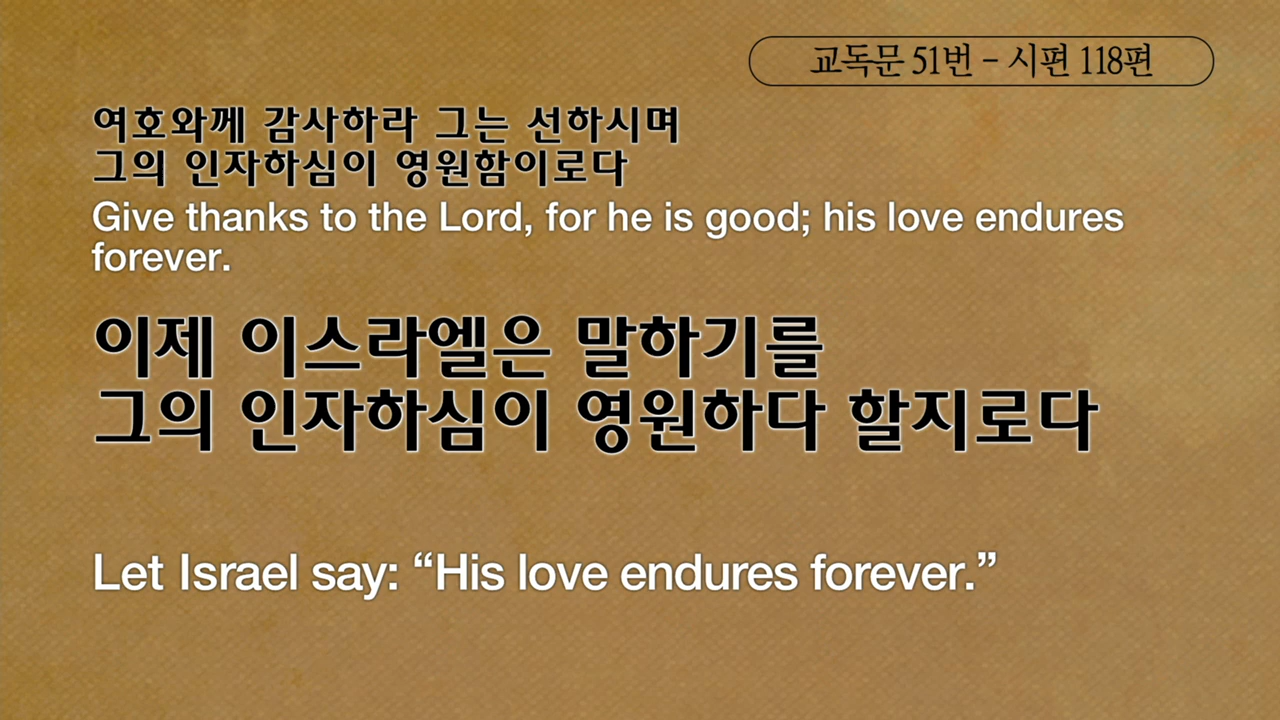 교독문 51번 - 시편 118편
여호와께 감사하라 그는 선하시며
그의 인자하심이 영원함이로다
Give thanks to the Lord, for he is good; his love endures
forever.
이제 이스라엘은 말하기를
그의 인자하심이 영원하다 할지로다
Let Israel say: “His love endures forever.”